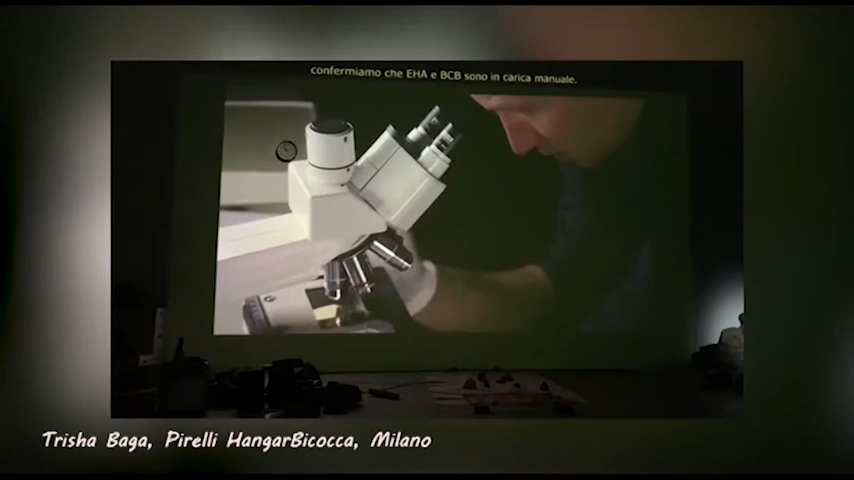 confermiamo che EHA e BCB sono in carica manuale.
Trisha Baga, Pirelli HangarBicocca, Milano